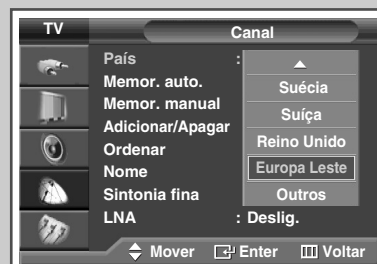 TV
Canal
País :
Memor. auto.
Memor. manual
Adicionar/Apagar
Ordenar
Nome
Sintonia fina
LNA : Deslig.
Suécia
Suíça
Reino Unido
Europa Leste
Outros
Mover Enter Voltar